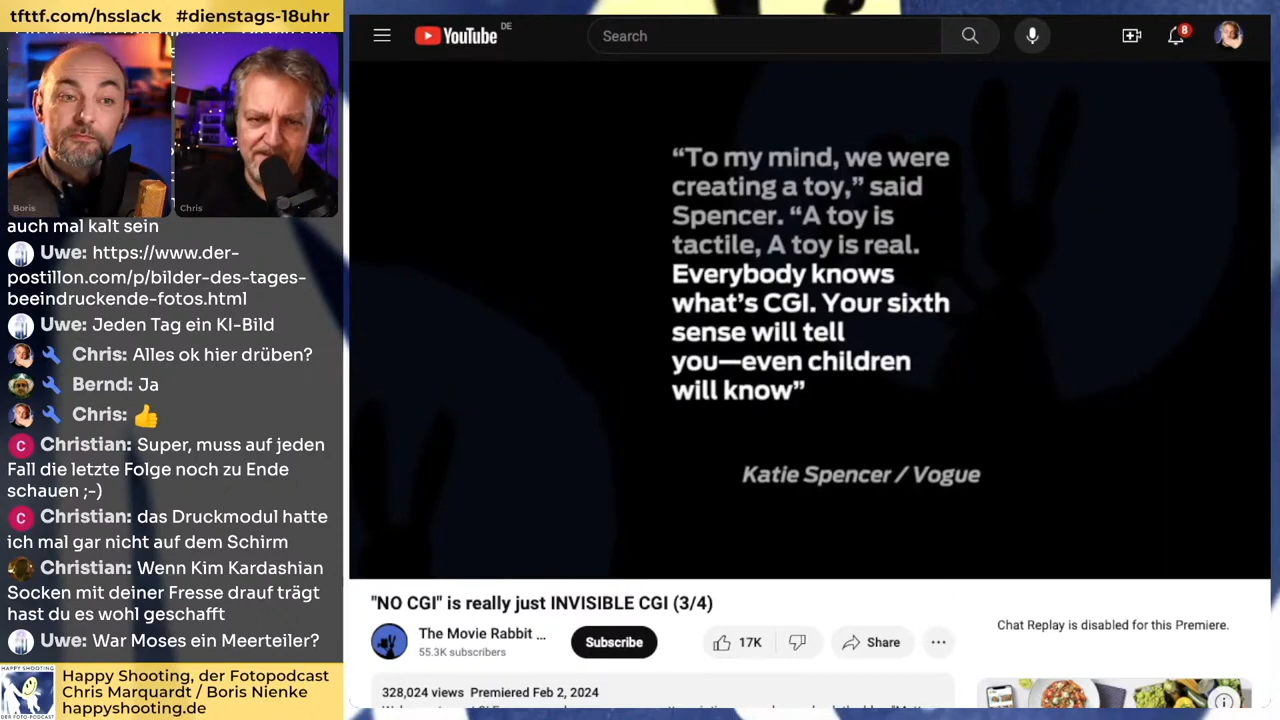 tfttf.com/hsslack #dienstags-18uhr
Boris
Chris
auch mal kalt sein
Uwe: https://www.der-
postillon.com/p/bilder-des-tages-
beeindruckende-fotos.html
Uwe: Jeden Tag ein KI-Bild
Chris: Alles ok hier drüben?
Bernd: Ja
Chris: 👍
C Christian: Super, muss auf jeden
Fall die letzte Folge noch zu Ende
schauen ;-)
C Christian: das Druckmodul hatte
ich mal gar nicht auf dem Schirm
Christian: Wenn Kim Kardashian
Socken mit deiner Fresse drauf trägt
hast du es wohl geschafft
Uwe: War Moses ein Meerteiler?
HAPPY SHOOTING
DER FOTO-PODCAST
Happy Shooting, der Fotopodcast
Chris Marquardt / Boris Nienke
happyshooting.de
YouTube DE
Search
8
“To my mind, we were
creating a toy,” said
Spencer. “A toy is
tactile, A toy is real.
Everybody knows
what’s CGI. Your sixth
sense will tell
you—even children
will know”
Katie Spencer / Vogue
"NO CGI" is really just INVISIBLE CGI (3/4)
The Movie Rabbit ...
55.3K subscribers
Subscribe
17K
Share
328,024 views Premiered Feb 2, 2024
Chat Replay is disabled for this Premiere.